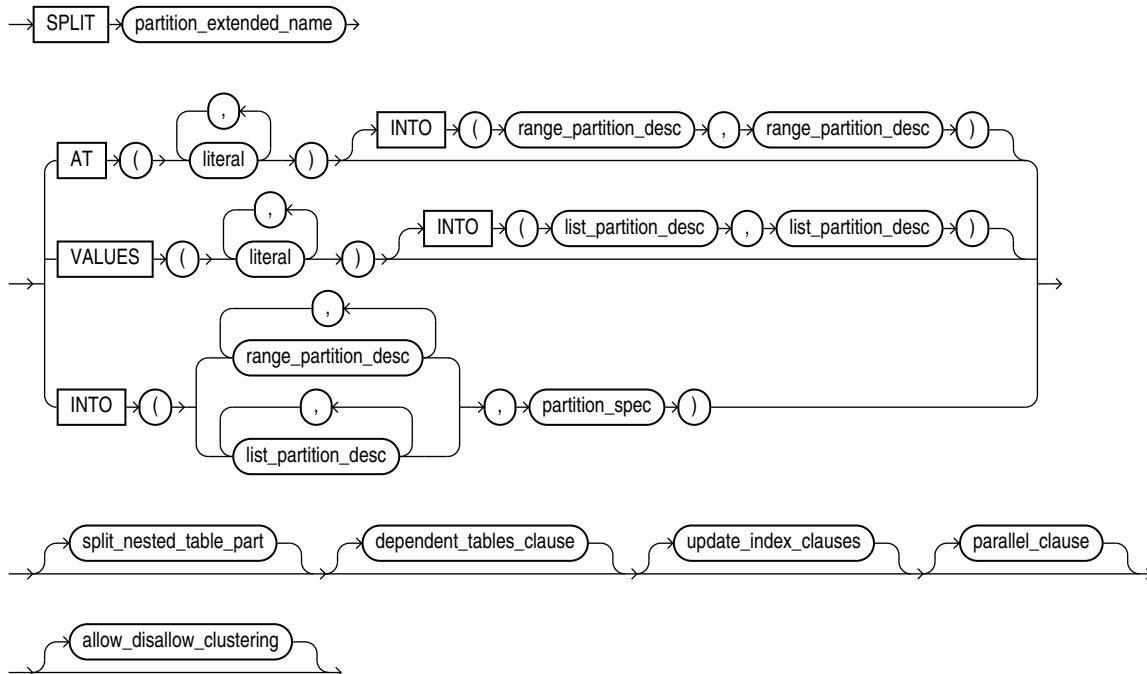 SPLIT partition_extended_name
,
INTO ( range_partition_desc , range_partition_desc )
AT ( literal )
,
INTO ( list_partition_desc , list_partition_desc )
VALUES ( literal )
,
range_partition_desc
INTO ( , , partition_spec )
list_partition_desc
split_nested_table_part dependent_tables_clause update_index_clauses parallel_clause
allow_disallow_clustering